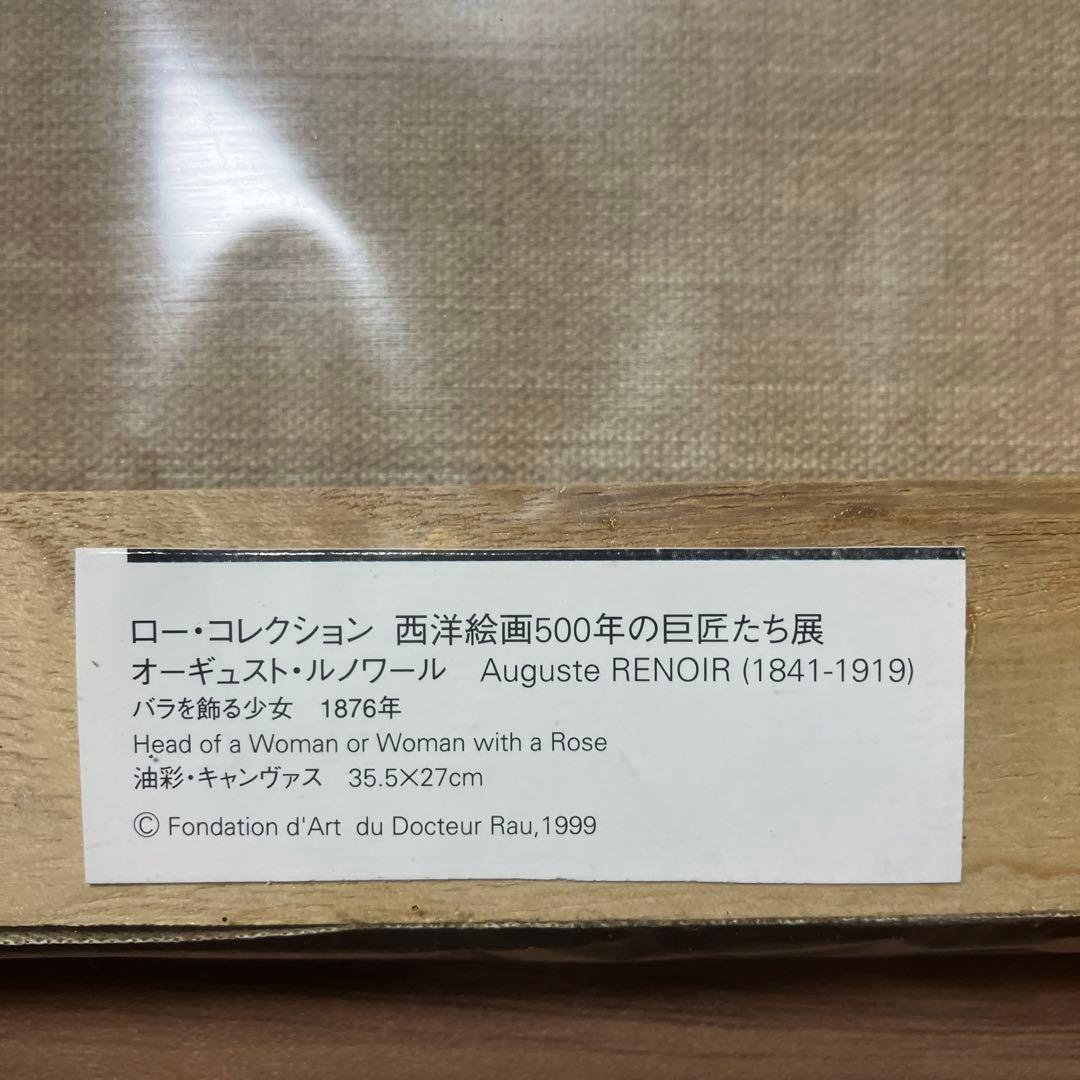 ロー・コレクション 西洋絵画500年の巨匠たち展
オーギュスト・ルノワール Auguste RENOIR (1841-1919)
バラを飾る少女 1876年
Head of a Woman or Woman with a Rose
油彩・キャンヴァス 35.5×27cm
© Fondation d'Art du Docteur Rau,1999